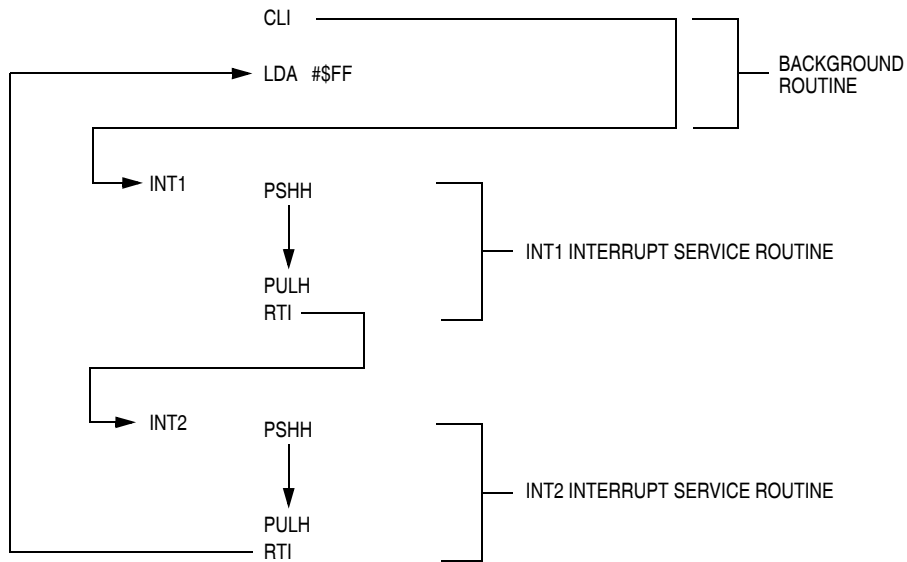 CLI
LDA #$FF
BACKGROUND
ROUTINE
INT1
PSHH
INT1 INTERRUPT SERVICE ROUTINE
PULH
RTI
INT2
PSHH
INT2 INTERRUPT SERVICE ROUTINE
PULH
RTI